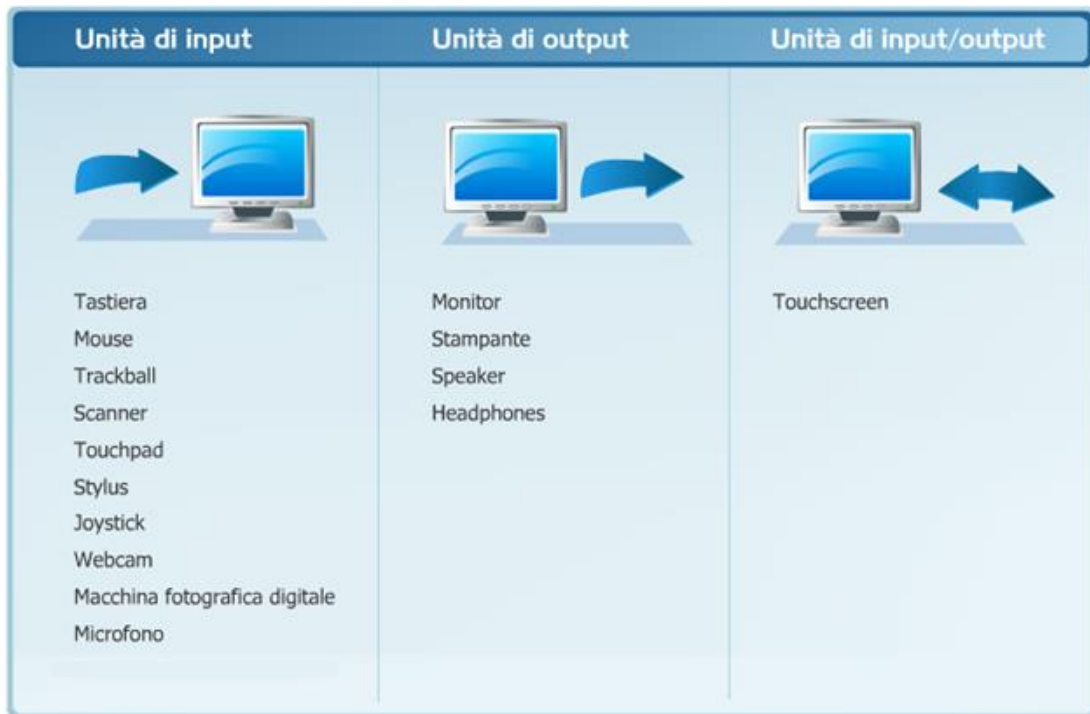 Unità di input
Unità di output
Unità di input/output
Tastiera
Mouse
Trackball
Scanner
Touchpad
Stylus
Joystick
Webcam
Macchina fotografica digitale
Microfono
Monitor
Stampante
Speaker
Headphones
Touchscreen